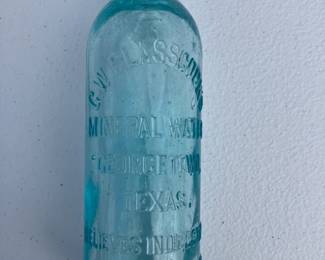 G.W. GLASSCOCK'S
MINERAL WATER
GEORGETOWN,
TEXAS.